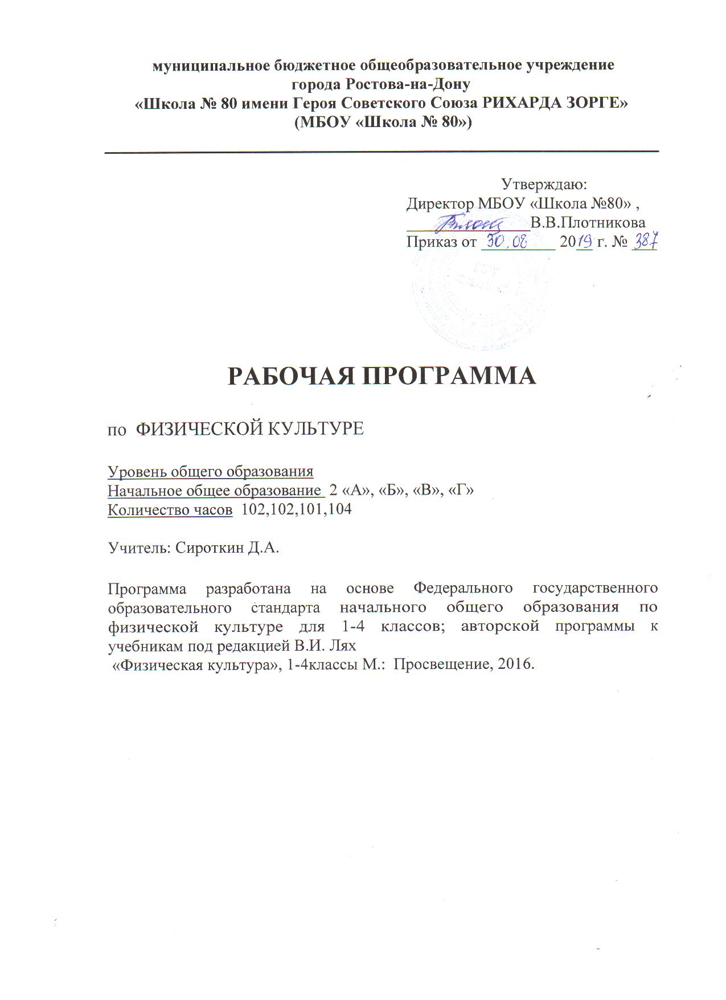 муниципальное бюджетное общеобразовательное учреждение
города Ростова-на-Дону
«Школа № 80 имени Героя Советского Союза РИХАРДА ЗОРГЕ»
(МБОУ «Школа № 80»)
Утверждаю:
Директор МБОУ «Школа №80» ,
В.В.Плотникова
Приказ от 30.08 2019 г. № 387
РАБОЧАЯ ПРОГРАММА
по ФИЗИЧЕСКОЙ КУЛЬТУРЕ
Уровень общего образования
Начальное общее образование 2 «А», «Б», «В», «Г»
Количество часов 102,102,101,104
Учитель: Сироткин Д.А.
Программа разработана на основе Федерального государственного
образовательного стандарта начального общего образования по
физической культуре для 1-4 классов; авторской программы к
учебникам под редакцией В.И. Лях
«Физическая культура», 1-4классы М.: Просвещение, 2016.